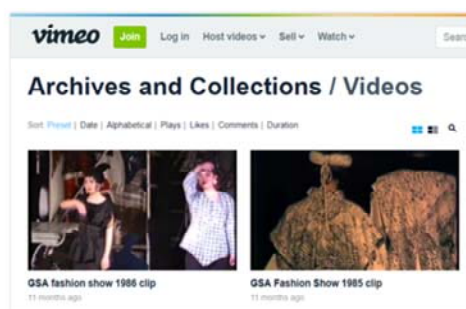 vimeo Join Log in Host videos Sell Watch Sear
Archives and Collections / Videos
Sort: Preset | Date | Alphabetical | Plays | Likes | Comments | Duration
GSA fashion show 1986 clip GSA Fashion Show 1985 clip
11 months ago 11 months ago